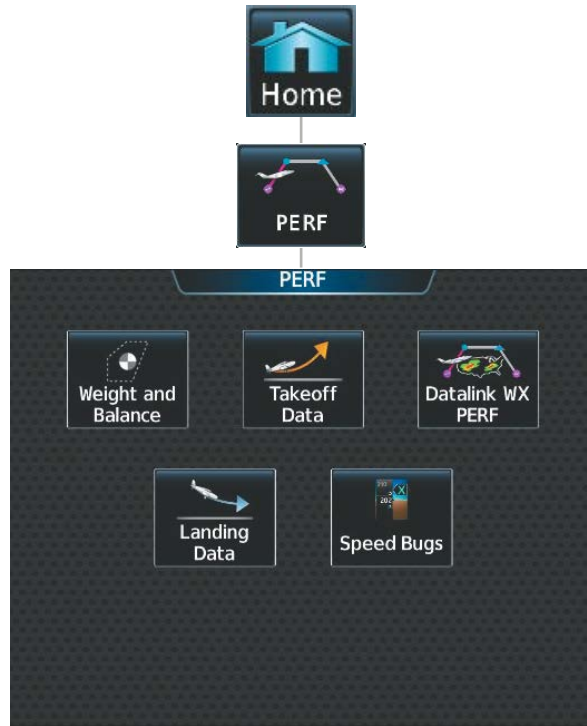 Home
PERF
PERF
Weight and
Balance
Takeoff
Data
Datalink WX
PERF
Landing
Data
Speed Bugs